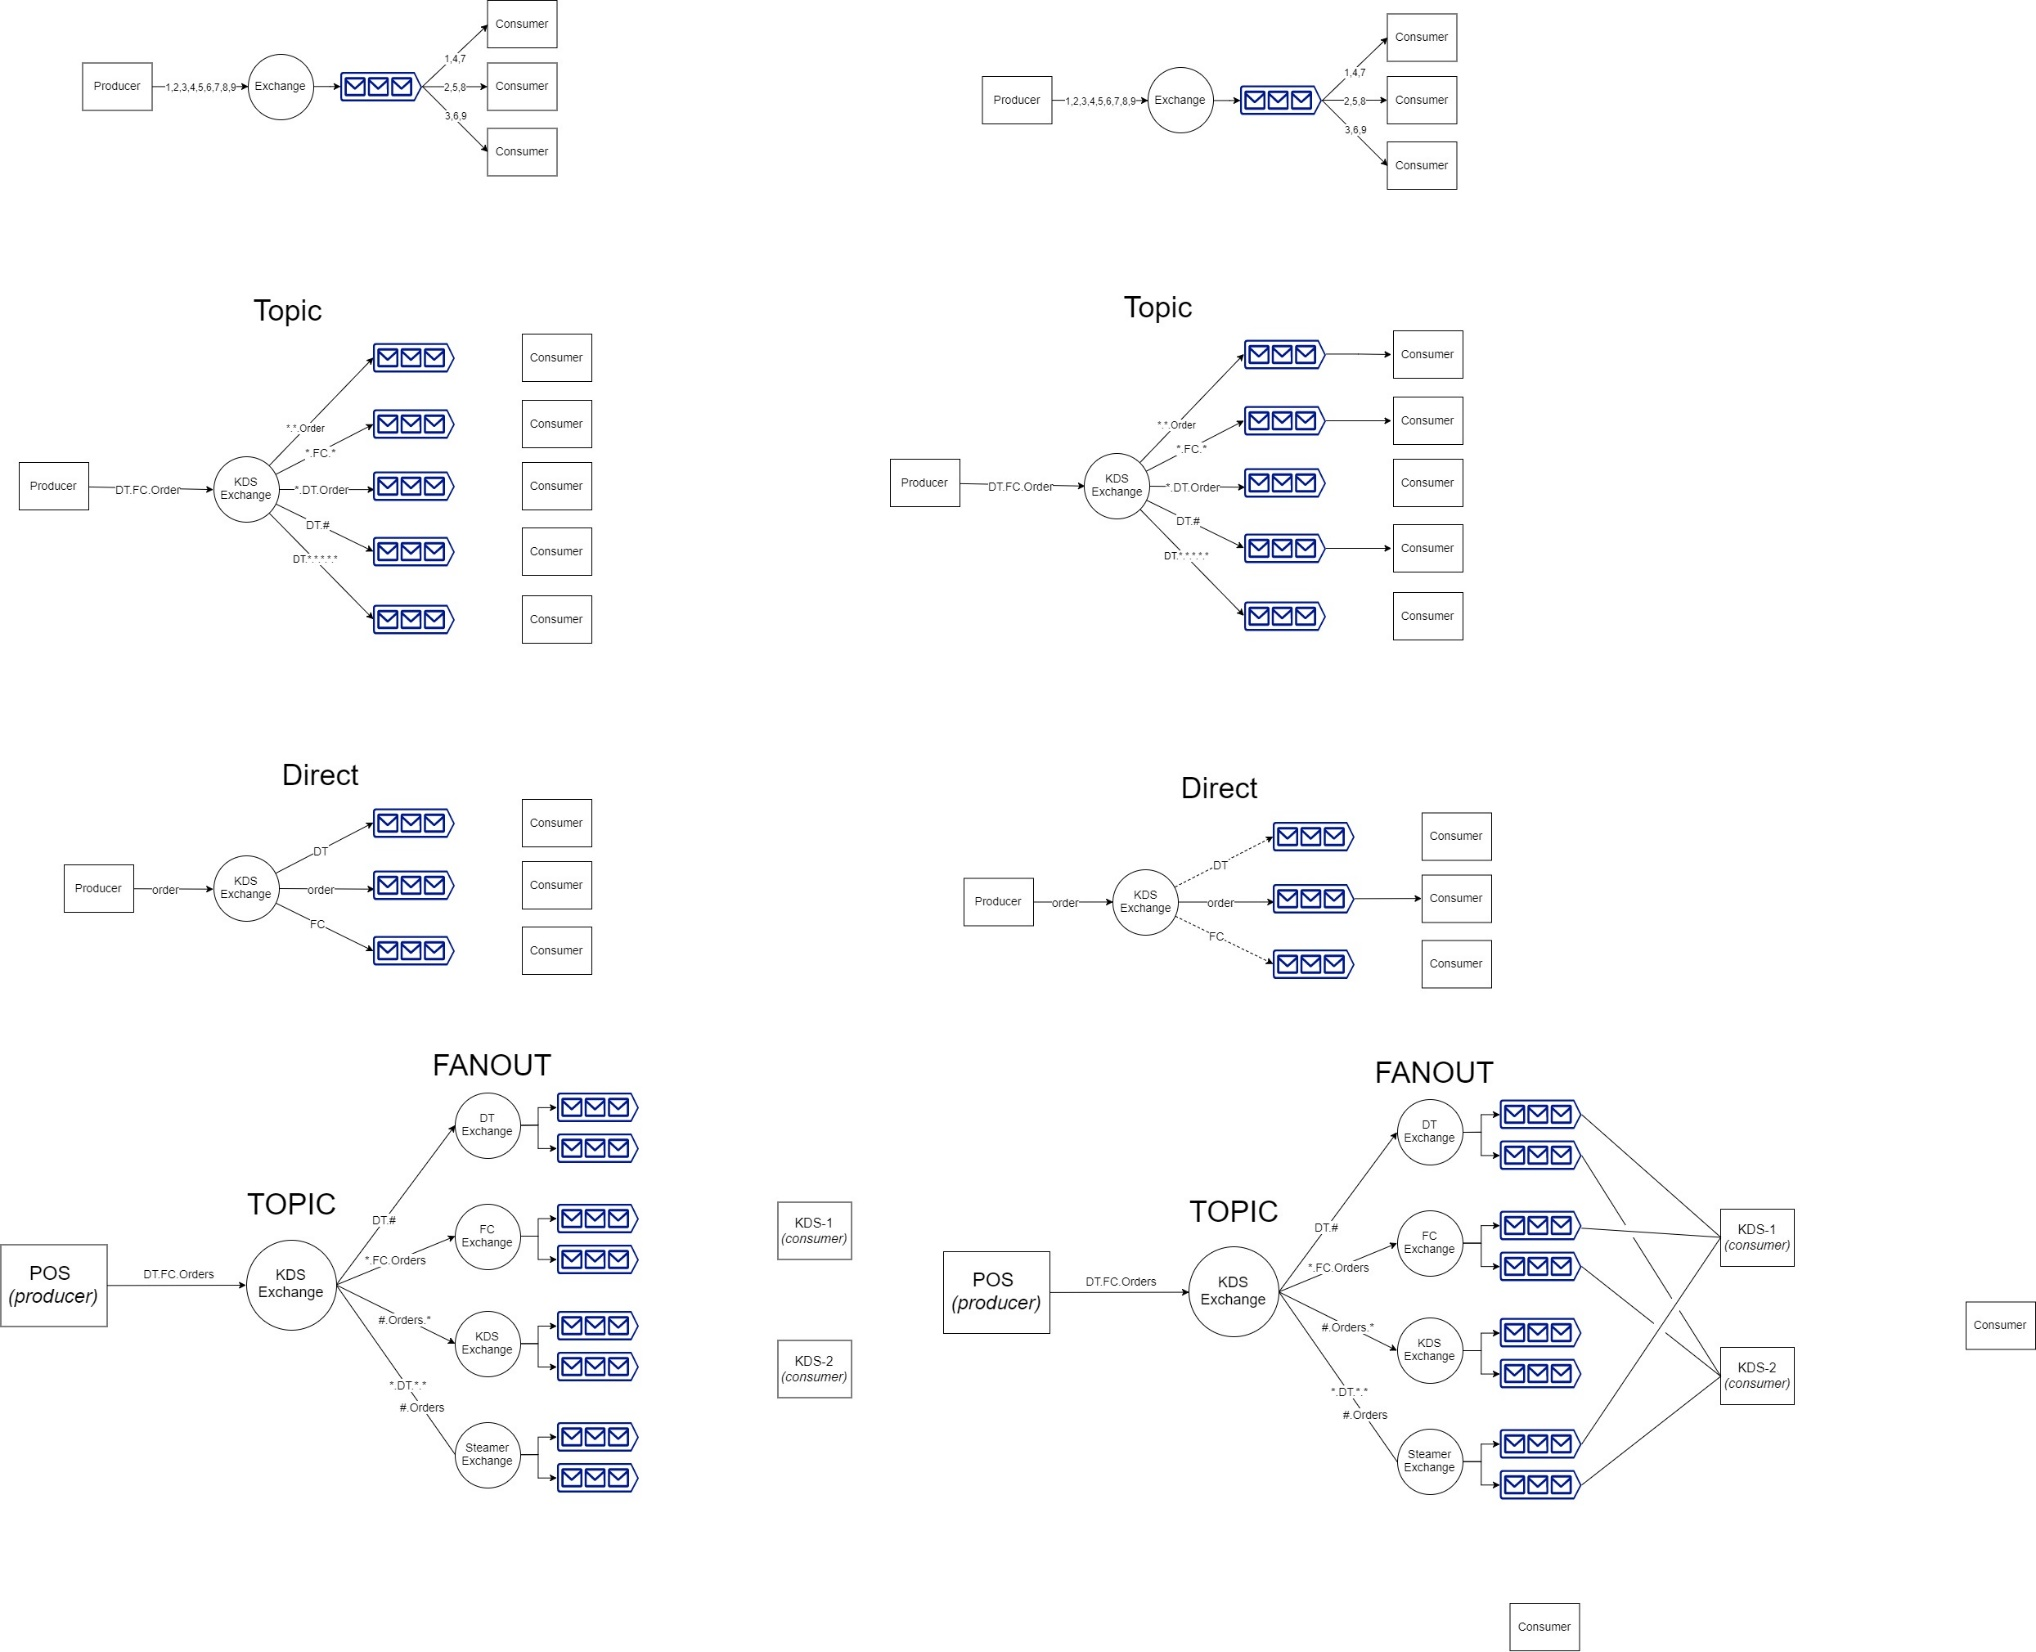 Consumer
1,4,7
Producer
1,2,3,4,5,6,7,8,9
Exchange
2,5,8
Consumer
3,6,9
Consumer
Consumer
1,4,7
Producer
1,2,3,4,5,6,7,8,9
Exchange
2,5,8
Consumer
3,6,9
Consumer
Topic
Consumer
*.*.Order
Consumer
*.FC.*
Producer
DT.FC.Order
KDS
Exchange
*.DT.Order
Consumer
DT.#
Consumer
DT.*.*.*.*.*
Consumer
Topic
Consumer
*.*.Order
Consumer
*.FC.*
Producer
DT.FC.Order
KDS
Exchange
*.DT.Order
Consumer
DT.#
Consumer
DT.*.*.*.*.*
Consumer
Direct
Consumer
DT
Producer
order
KDS
Exchange
order
Consumer
FC
Consumer
Direct
Consumer
DT
Producer
order
KDS
Exchange
order
Consumer
FC
Consumer
FANOUT
DT
Exchange
TOPIC
DT.#
FC
Exchange
*.FC.Orders
KDS-1
(consumer)
POS
(producer)
DT.FC.Orders
KDS
Exchange
#.Orders.*
KDS
Exchange
KDS-2
(consumer)
*.DT.*.*
#.Orders
Steamer
Exchange
FANOUT
DT
Exchange
TOPIC
DT.#
FC
Exchange
*.FC.Orders
KDS-1
(consumer)
POS
(producer)
DT.FC.Orders
KDS
Exchange
#.Orders.*
KDS
Exchange
KDS-2
(consumer)
*.DT.*.*
#.Orders
Steamer
Exchange
Consumer
Consumer